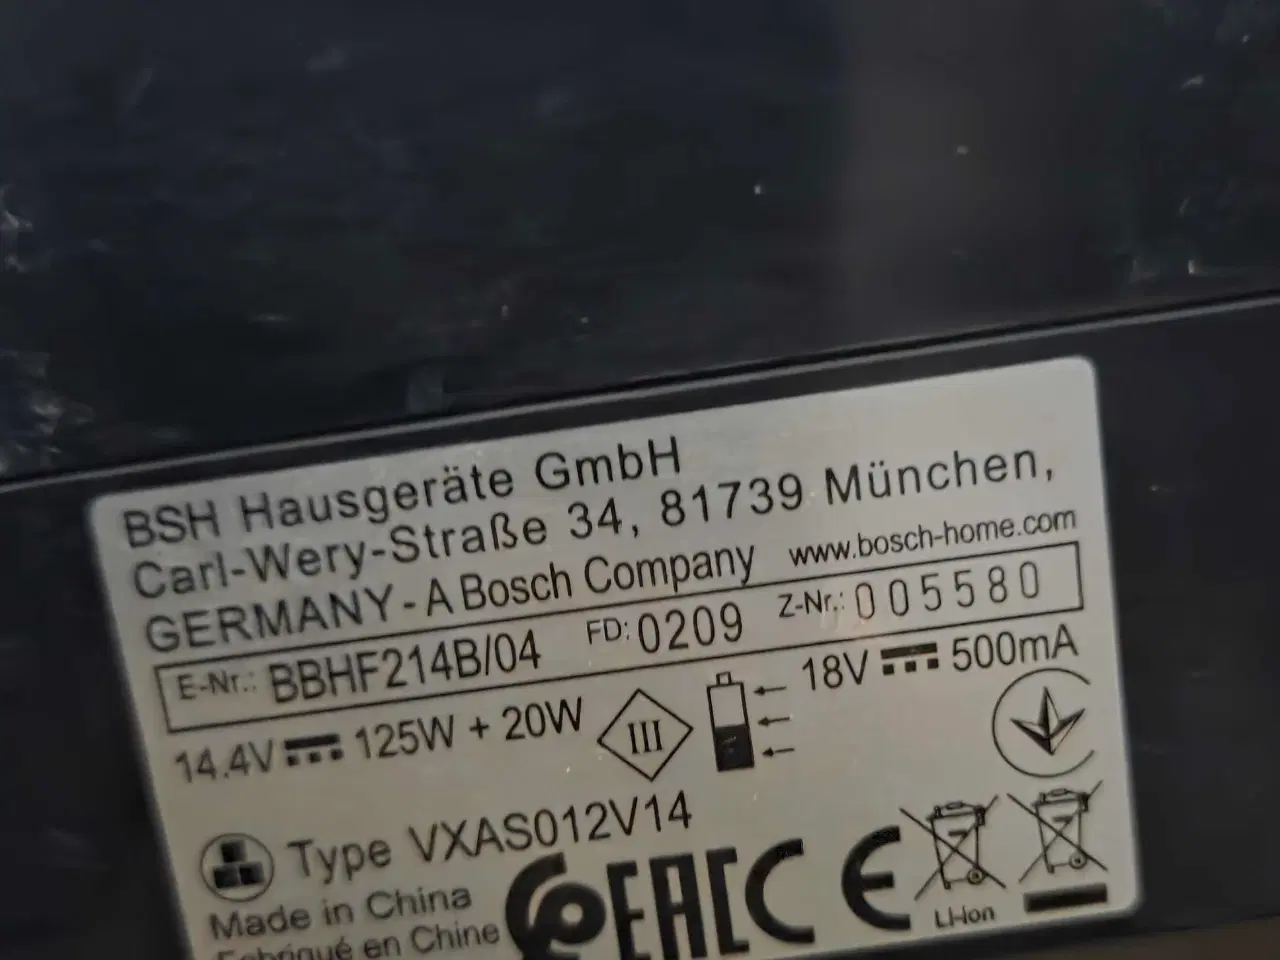 BSH Hausgeräte GmbH
Carl-Wery-Straße 34, 81739 München,
GERMANY - A Bosch Company www.bosch-home.com
E-Nr.: BBHF214B/04 FD: 0209 Z-Nr.: 005580
14.4V 125W + 20W III 18V 500mA
Type VXAS012V14
Made in China
Fabriqué en Chine
EAC CE Li-ion